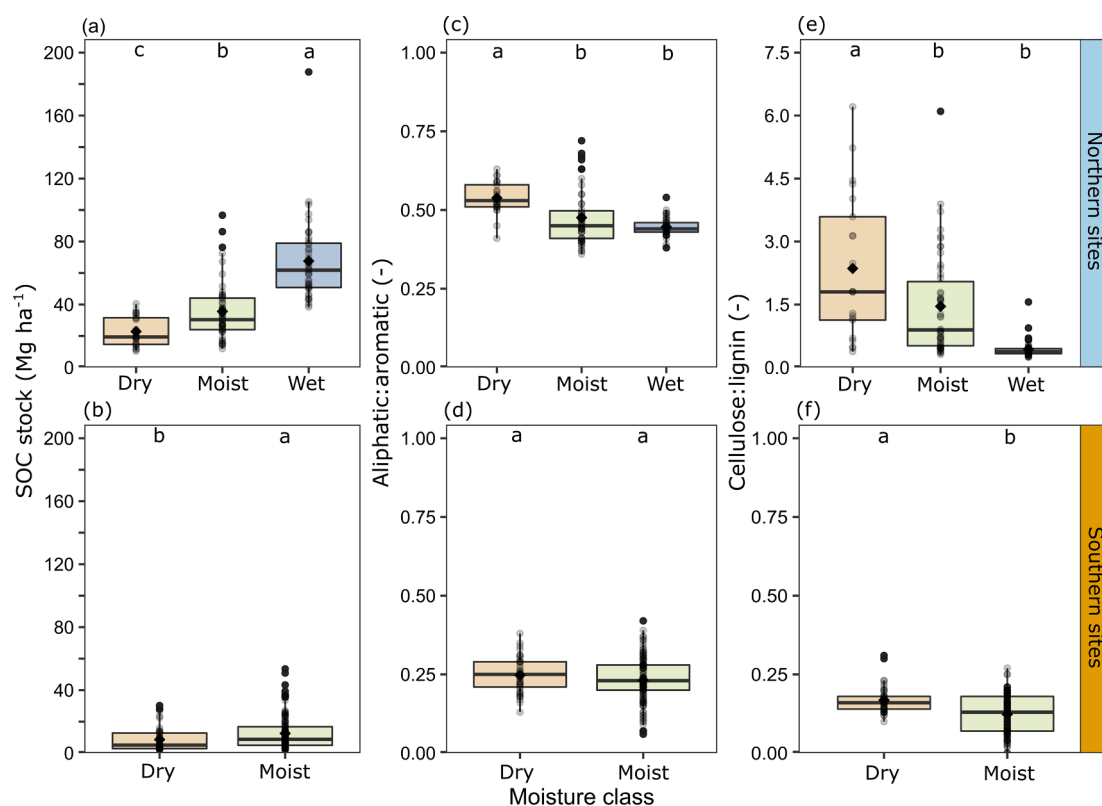 (a)
c b a
200
160
120
80
40
0
Dry Moist Wet
(c)
a b b
1.00
0.75
0.50
0.25
0.00
Dry Moist Wet
(e)
a b b
7.5
6.0
4.5
3.0
1.5
0.0
Dry Moist Wet
Northern sites
SOC stock (Mg ha⁻¹)
Aliphatic:aromatic (-)
Cellulose:lignin (-)
(b)
b a
200
160
120
80
40
0
Dry Moist
(d)
a a
1.00
0.75
0.50
0.25
0.00
Dry Moist
(f)
a b
1.00
0.75
0.50
0.25
0.00
Dry Moist
Southern sites
Moisture class